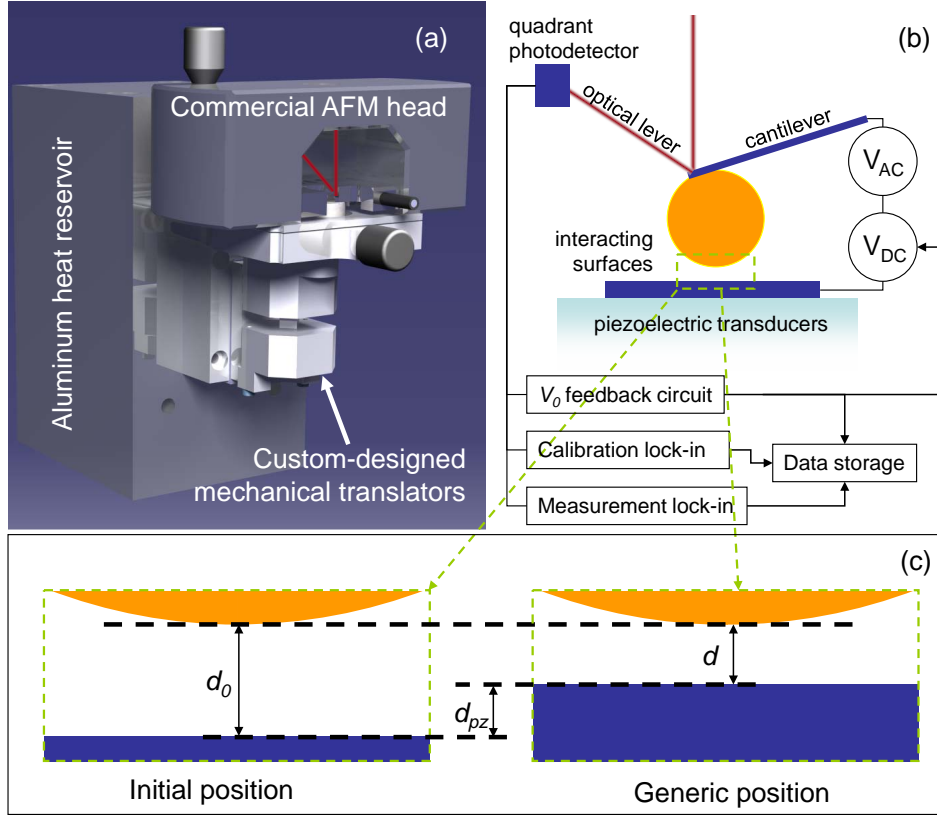 (a)
Commercial AFM head
Aluminum heat reservoir
Custom-designed
mechanical translators
(b)
quadrant
photodetector
optical lever
cantilever
V_AC
V_DC
interacting
surfaces
piezoelectric transducers
V_0 feedback circuit
Calibration lock-in
Data storage
Measurement lock-in
(c)
d_0
d_pz
d
Initial position
Generic position